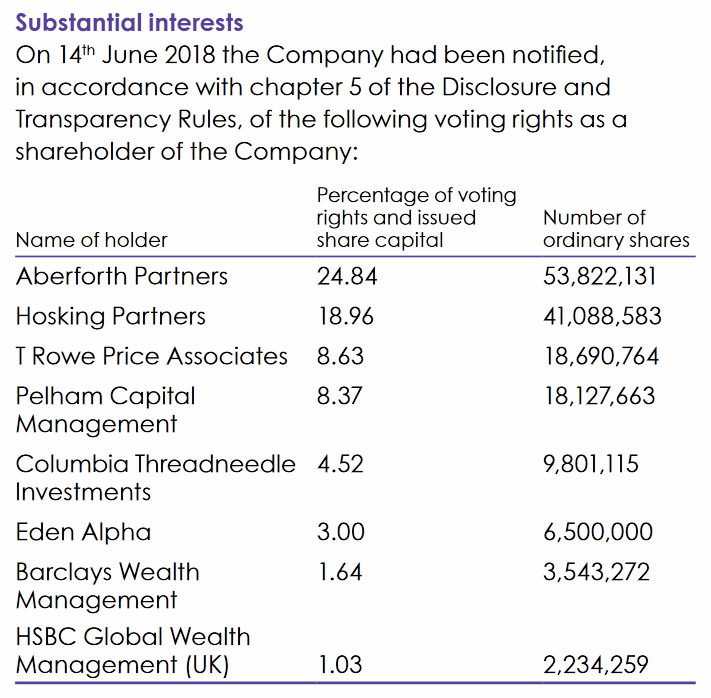 Substantial interests
On 14th June 2018 the Company had been notified,
in accordance with chapter 5 of the Disclosure and
Transparency Rules, of the following voting rights as a
shareholder of the Company:
Name of holder Percentage of voting rights and issued share capital Number of ordinary shares
Aberforth Partners 24.84 53,822,131
Hosking Partners 18.96 41,088,583
T Rowe Price Associates 8.63 18,690,764
Pelham Capital 8.37 18,127,663
Management
Columbia Threadneedle 4.52 9,801,115
Investments
Eden Alpha 3.00 6,500,000
Barclays Wealth 1.64 3,543,272
Management
HSBC Global Wealth
Management (UK) 1.03 2,234,259